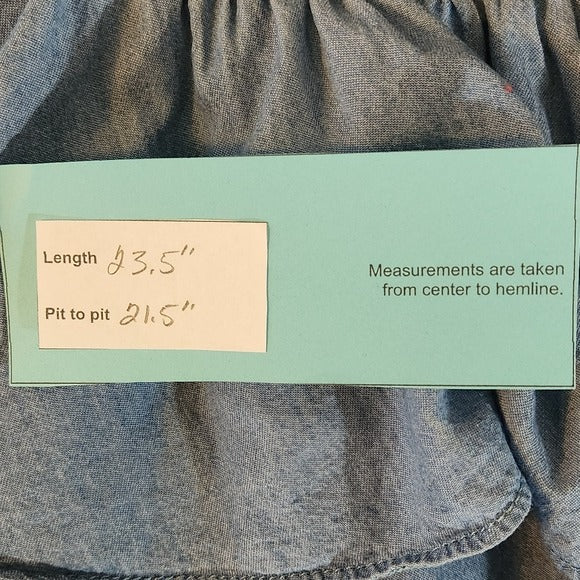 Length 23.5"
Pit to pit 21.5"
Measurements are taken
from center to hemline.